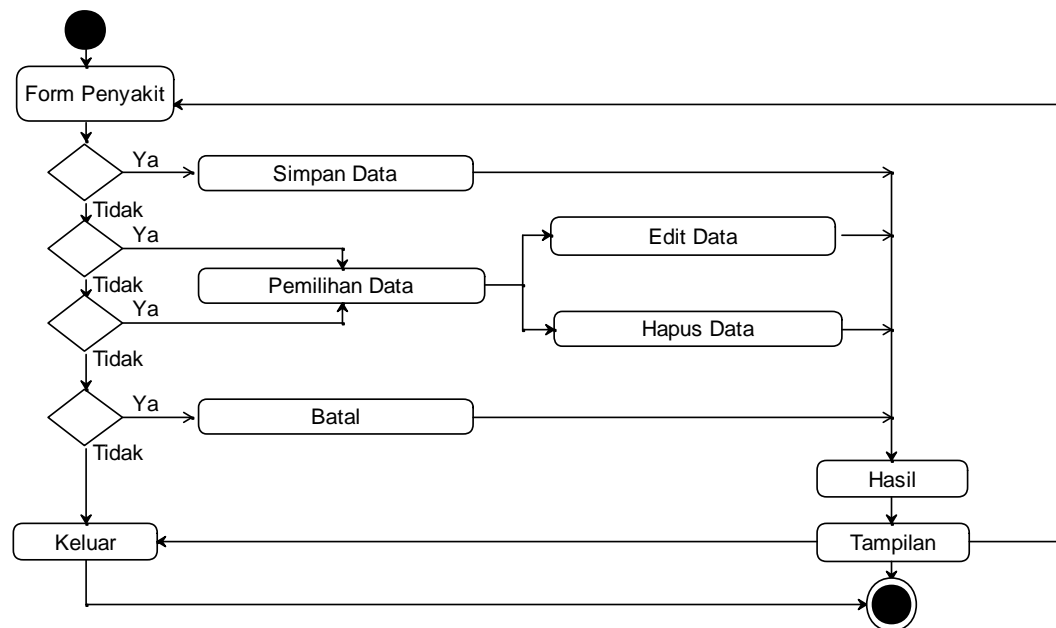 Form Penyakit
Ya
Simpan Data
Tidak
Ya
Edit Data
Pemilihan Data
Tidak
Ya
Hapus Data
Tidak
Ya
Batal
Tidak
Hasil
Keluar
Tampilan